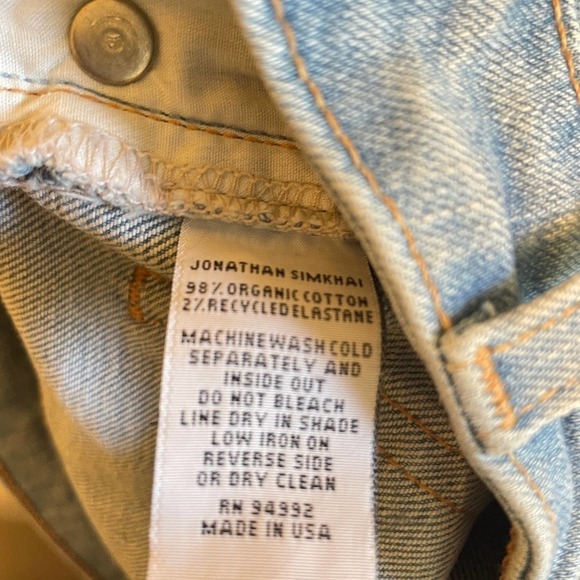 JONATHAN SIMKHAI
98% ORGANIC COTTON
2% RECYCLED ELASTANE
MACHINE WASH COLD
SEPARATELY AND
INSIDE OUT
DO NOT BLEACH
LINE DRY IN SHADE
LOW IRON ON
REVERSE SIDE
OR DRY CLEAN
RN 94992
MADE IN USA